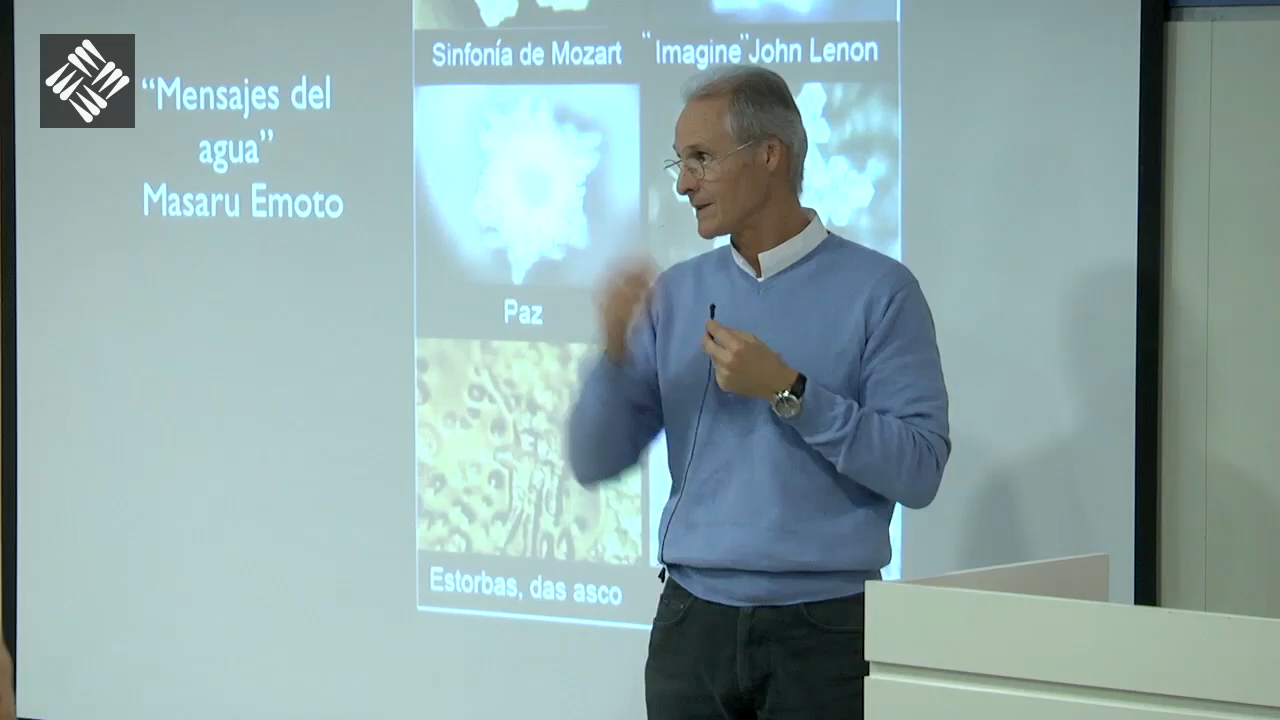 “Mensajes del
agua”
Masaru Emoto
Sinfonía de Mozart
“Imagine” John Lenon
Paz
Estorbas, das asco